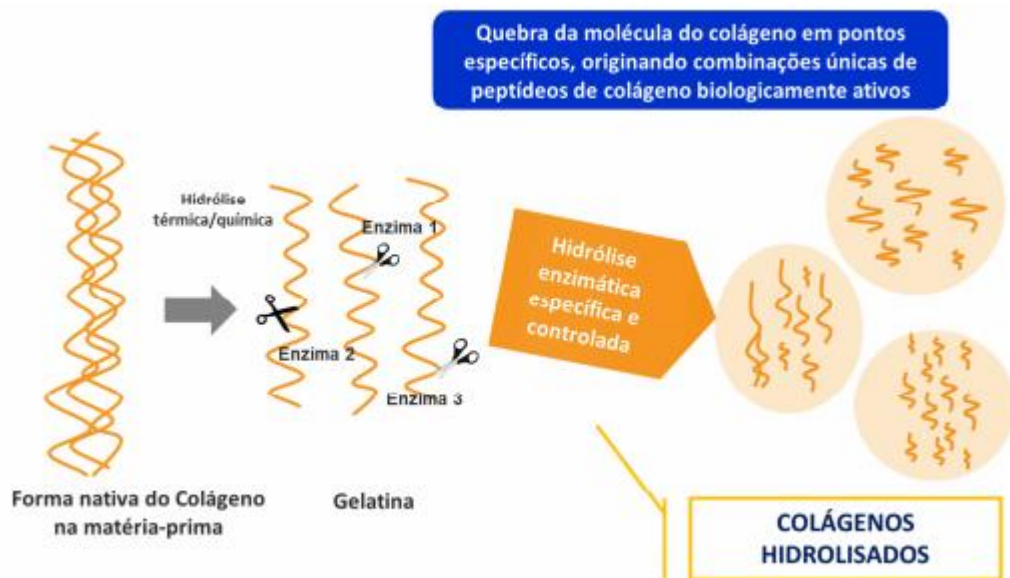 Quebra da molécula do colágeno em pontos
específicos, originando combinações únicas de
peptídeos de colágeno biologicamente ativos
Hidrólise
térmica/química
Enzima 1
Enzima 2
Enzima 3
Hidrólise
enzimática
específica e
controlada
Forma nativa do Colágeno
na matéria-prima
Gelatina
COLÁGENOS
HIDROLISADOS